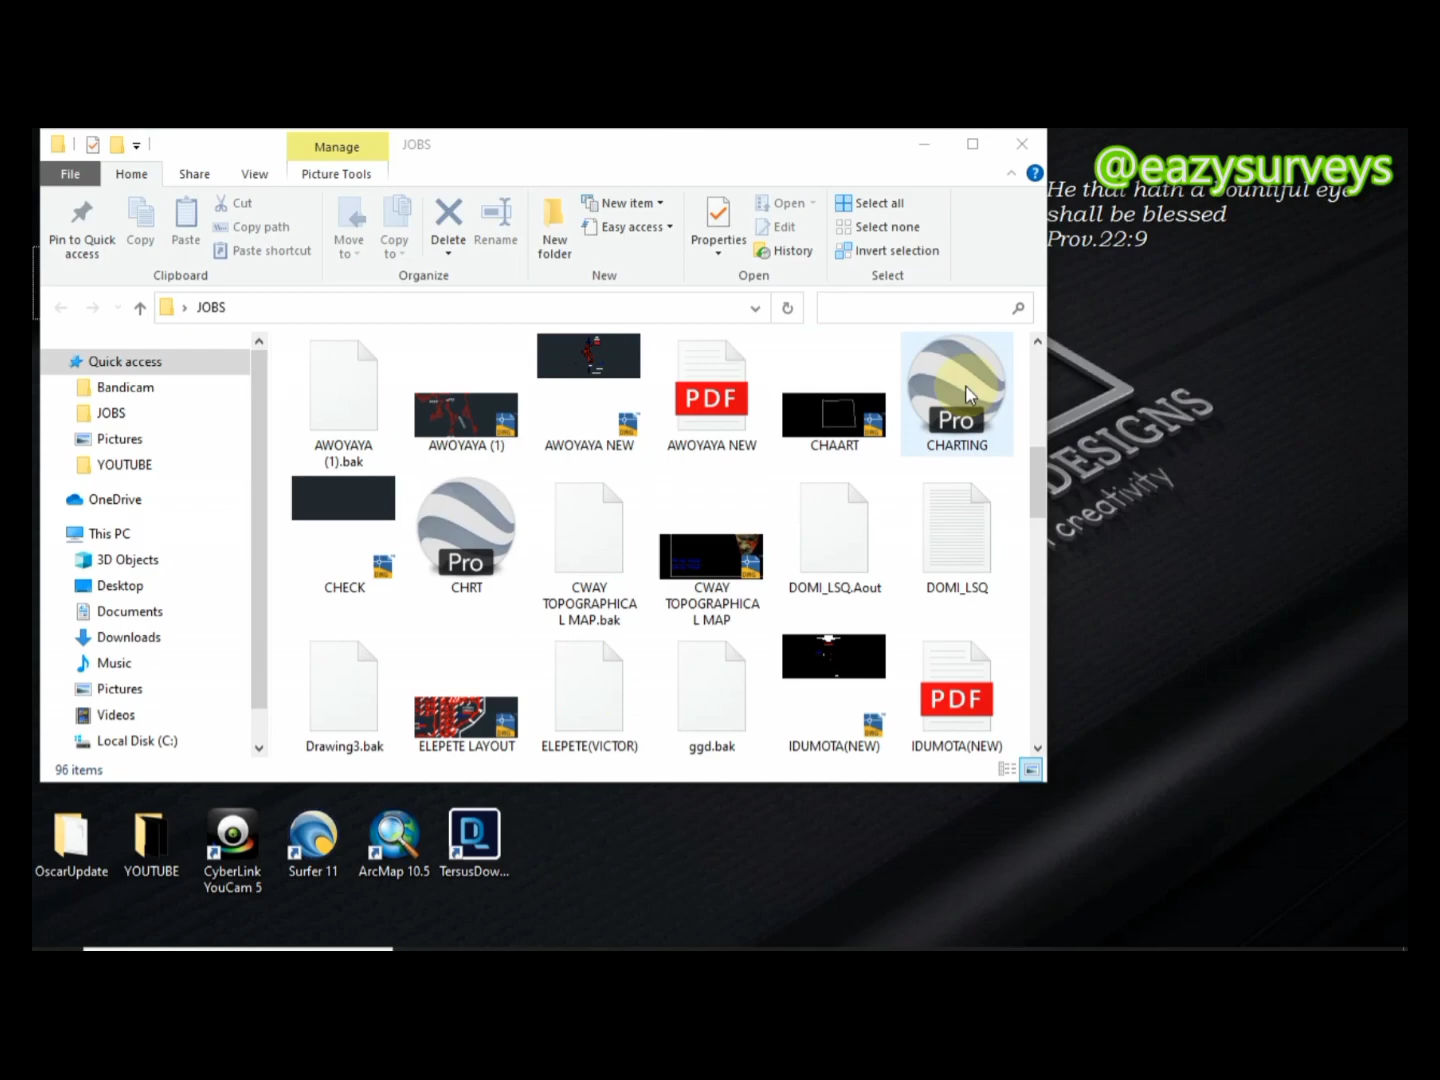 Manage
JOBS
@eazysurveys
File
Home
Share
View
Picture Tools
He that hath a bountiful eye
shall be blessed
Prov.22:9
Pin to Quick
access
Copy
Paste
Cut
Copy path
Paste shortcut
Clipboard
Move
to
Copy
to
Delete
Rename
Organize
New
folder
New item
Easy access
New
Properties
Open
Edit
History
Open
Select all
Select none
Invert selection
Select
JOBS
Quick access
Bandicam
JOBS
Pictures
YOUTUBE
OneDrive
This PC
3D Objects
Desktop
Documents
Downloads
Music
Pictures
Videos
Local Disk (C:)
PDF
Pro
AWOYAYA
(1).bak
AWOYAYA (1)
AWOYAYA NEW
AWOYAYA NEW
CHAART
CHARTING
Pro
CHECK
CHRT
CWAY
TOPOGRAPHICA
L MAP.bak
CWAY
TOPOGRAPHICA
L MAP
DOMI_LSQ.Aout
DOMI_LSQ
PDF
Drawing3.bak
ELEPETE LAYOUT
ELEPETE(VICTOR)
ggd.bak
IDUMOTA(NEW)
IDUMOTA(NEW)
96 items
DESIGNS
creativity
OscarUpdate
YOUTUBE
CyberLink
YouCam 5
Surfer 11
ArcMap 10.5
TersusDow...